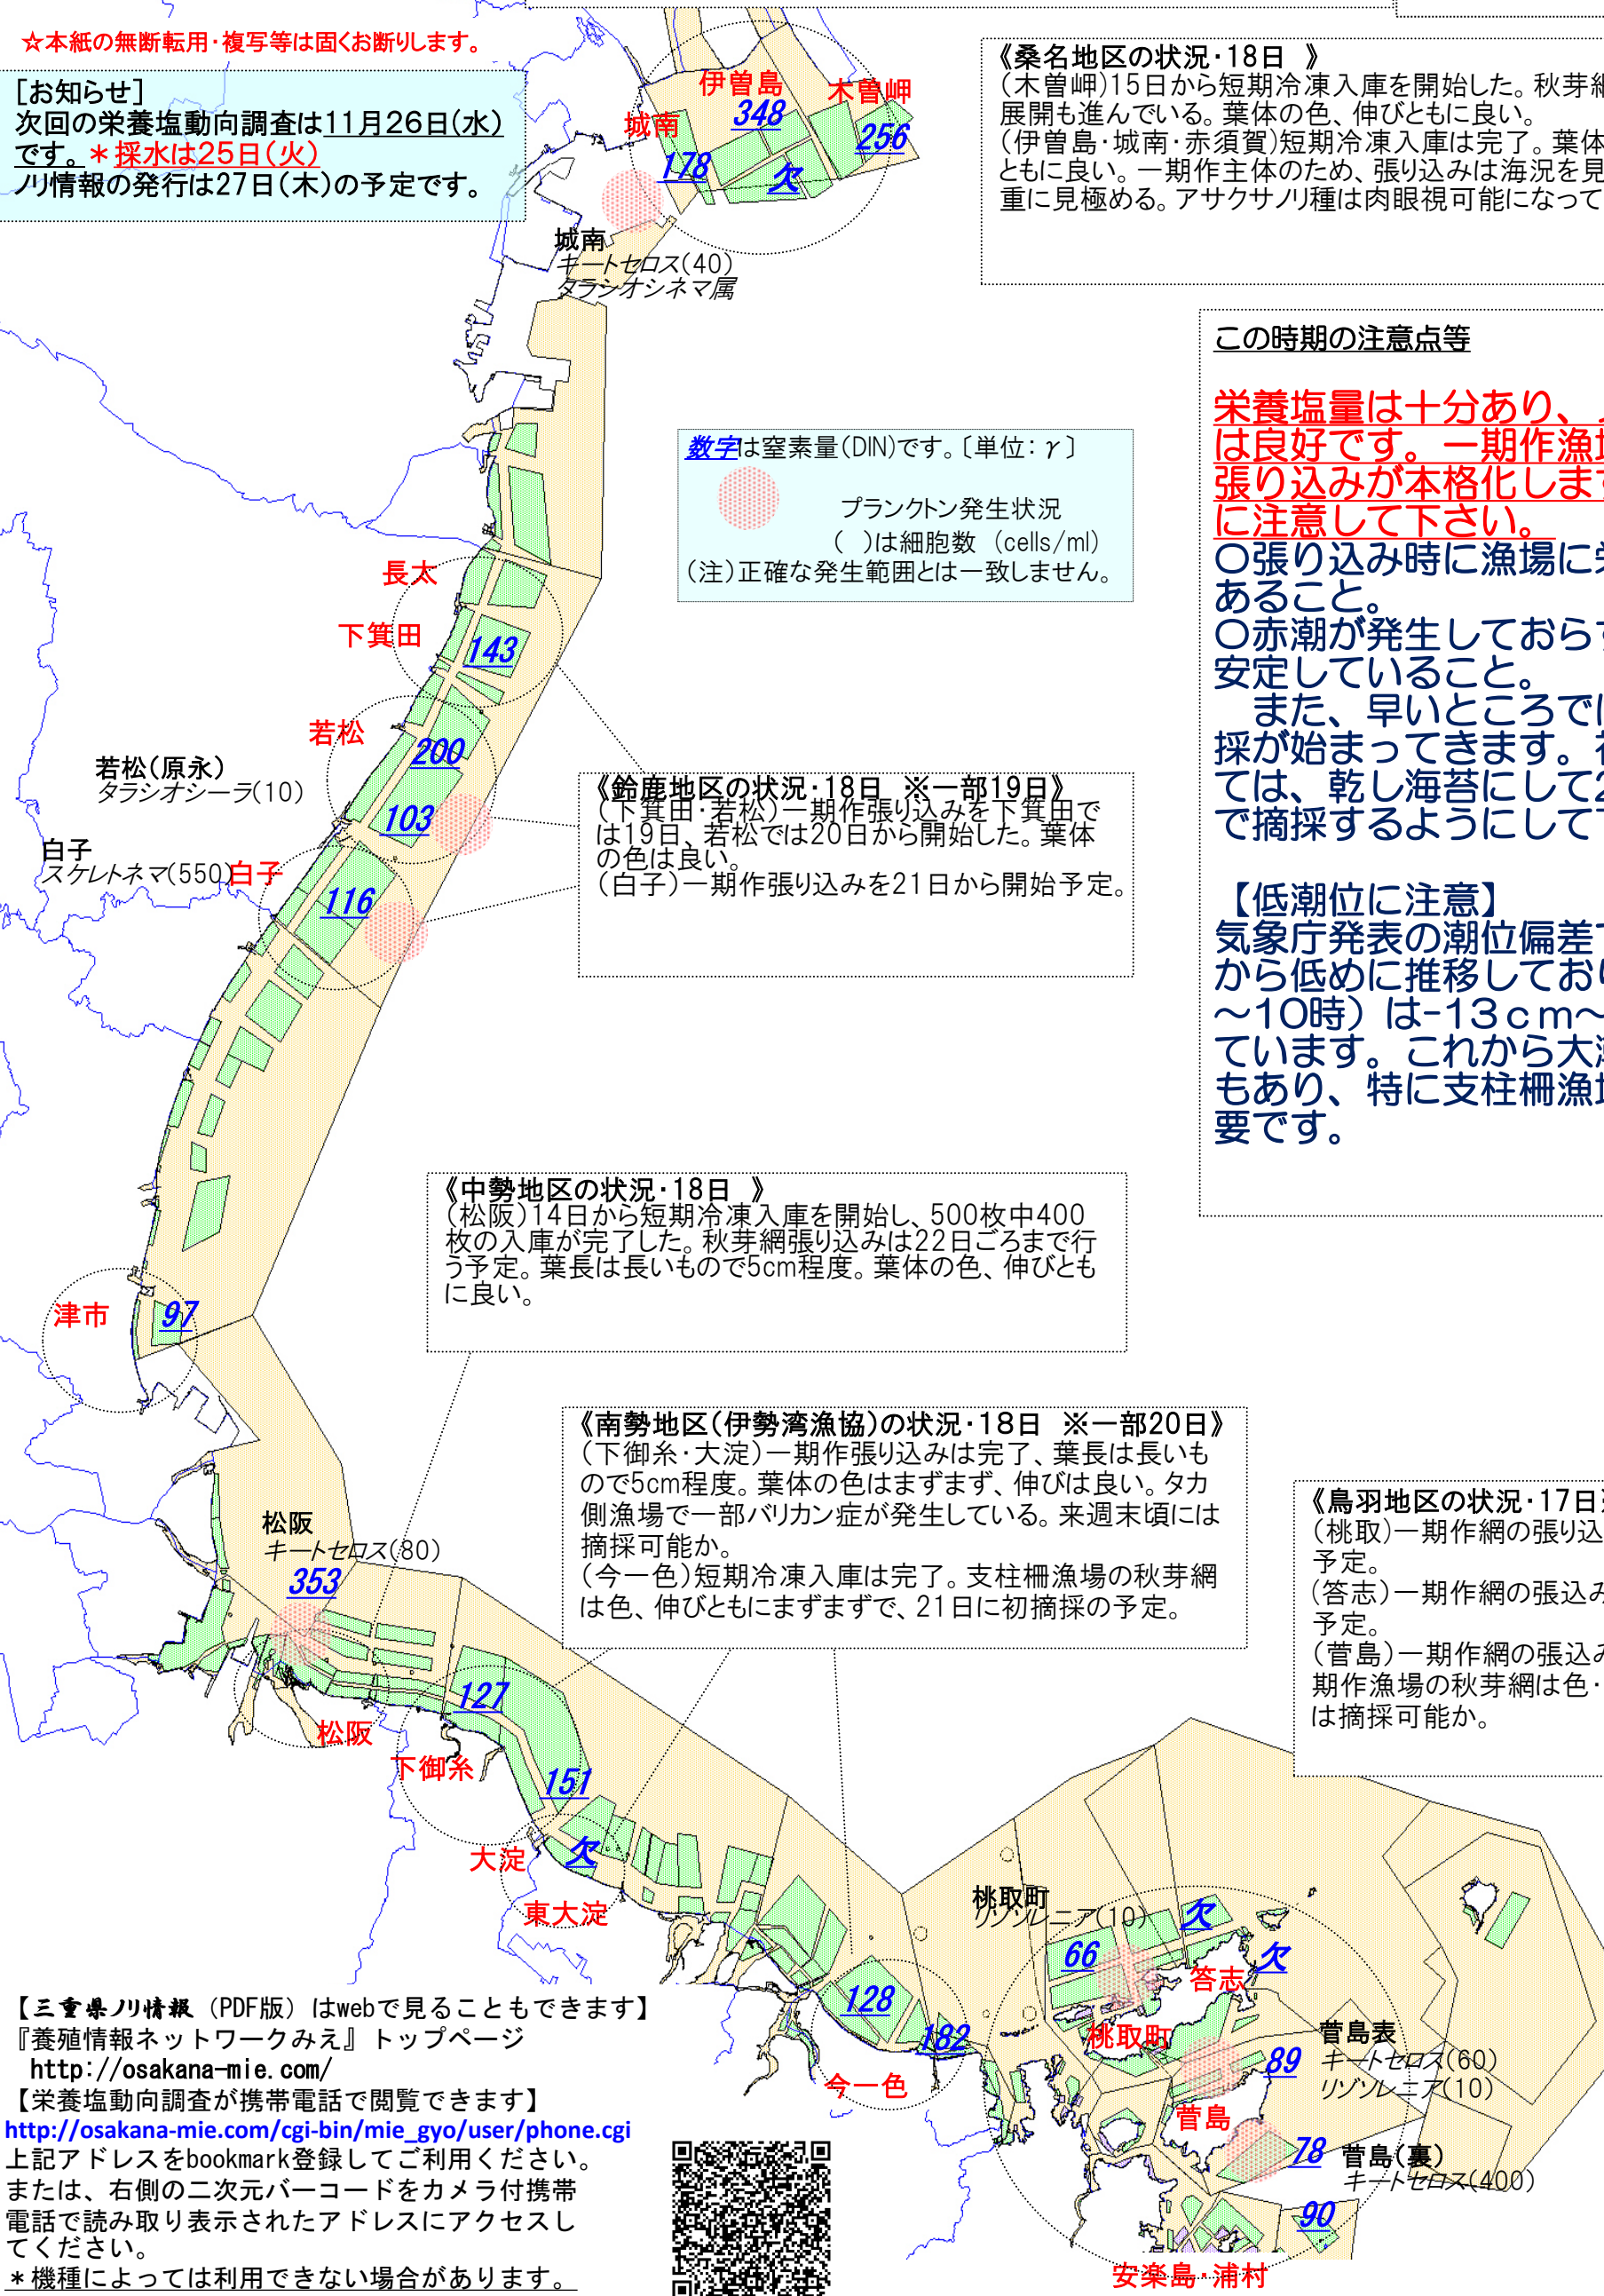 ☆本紙の無断転用・複写等は固くお断りします。
[お知らせ]
次回の栄養塩動向調査は11月26日(水)
です。＊採水は25日(火)
ノリ情報の発行は27日(木)の予定です。
伊曽島
348
木曽岬
256
城南
178
欠
城南
キートセロス(40)
タラシオシネマ属
《桑名地区の状況・18日　》
(木曽岬)15日から短期冷凍入庫を開始した。秋芽
展開も進んでいる。葉体の色、伸びともに良い。
(伊曽島・城南・赤須賀)短期冷凍入庫は完了。葉体
ともに良い。一期作主体のため、張り込みは海況を見
重に見極める。アサクサノリ種は肉眼視可能になって
この時期の注意点等
栄養塩量は十分あり、
は良好です。一期作漁
張り込みが本格化しま
に注意して下さい。
○張り込み時に漁場に
あること。
○赤潮が発生しておら
安定していること。
　また、早いところで
採が始まってきます。
ては、乾し海苔にして2
で摘採するようにして
【低潮位に注意】
気象庁発表の潮位偏差
から低めに推移してお
～10時）は-13ｃｍ～
ています。これから大
もあり、特に支柱柵漁
要です。
数字は窒素量(DIN)です。〔単位：γ〕
プランクトン発生状況
(　)は細胞数 (cells/ml)
(注)正確な発生範囲とは一致しません。
長太
下箕田
143
若松
200
若松(原永)
タラシオシーラ(10)
103
白子
スケレトネマ(550)
白子
116
《鈴鹿地区の状況・18日　※一部19日》
(下箕田・若松)一期作張り込みを下箕田で
は19日、若松では20日から開始した。葉体
の色は良い。
(白子)一期作張り込みを21日から開始予定。
《中勢地区の状況・18日　》
(松阪)14日から短期冷凍入庫を開始し、500枚中400
枚の入庫が完了した。秋芽網張り込みは22日ごろまで行
う予定。葉長は長いもので5cm程度。葉体の色、伸びとも
に良い。
津市
97
《南勢地区(伊勢湾漁協)の状況・18日　※一部20日》
(下御糸・大淀)一期作張り込みは完了、葉長は長いも
ので5cm程度。葉体の色はまずまず、伸びは良い。タカ
側漁場で一部バリカン症が発生している。来週末頃には
摘採可能か。
(今一色)短期冷凍入庫は完了。支柱柵漁場の秋芽網
は色、伸びともにまずまずで、21日に初摘採の予定。
《鳥羽地区の状況・17日
(桃取)一期作網の張り込
予定。
(答志)一期作網の張込み
予定。
(菅島)一期作網の張込み
期作漁場の秋芽網は色・
は摘採可能か。
松阪
キートセロス(80)
353
松阪
127
下御糸
151
大淀
欠
東大淀
128
182
今一色
桃取町
リゾソレニア(10)
欠
66
欠
答志
桃取町
89
菅島表
キートセロス(60)
リゾソレニア(10)
菅島
78
菅島(裏)
キートセロス(400)
90
安楽島・浦村
【三重県ノリ情報（PDF版）はwebで見ることもできます】
『養殖情報ネットワークみえ』トップページ
http://osakana-mie.com/
【栄養塩動向調査が携帯電話で閲覧できます】
http://osakana-mie.com/cgi-bin/mie_gyo/user/phone.cgi
上記アドレスをbookmark登録してご利用ください。
または、右側の二次元バーコードをカメラ付携帯
電話で読み取り表示されたアドレスにアクセスし
てください。
＊機種によっては利用できない場合があります。